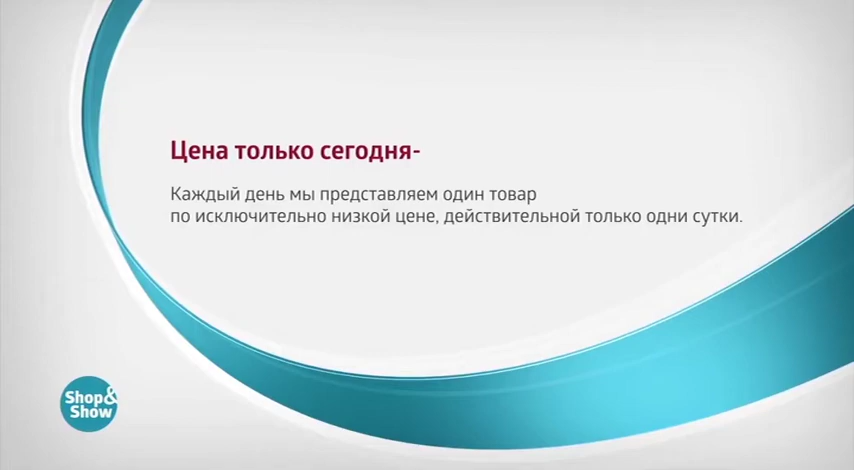 Цена только сегодня-
Каждый день мы представляем один товар
по исключительно низкой цене, действительной только одни сутки.
Shop&
Show